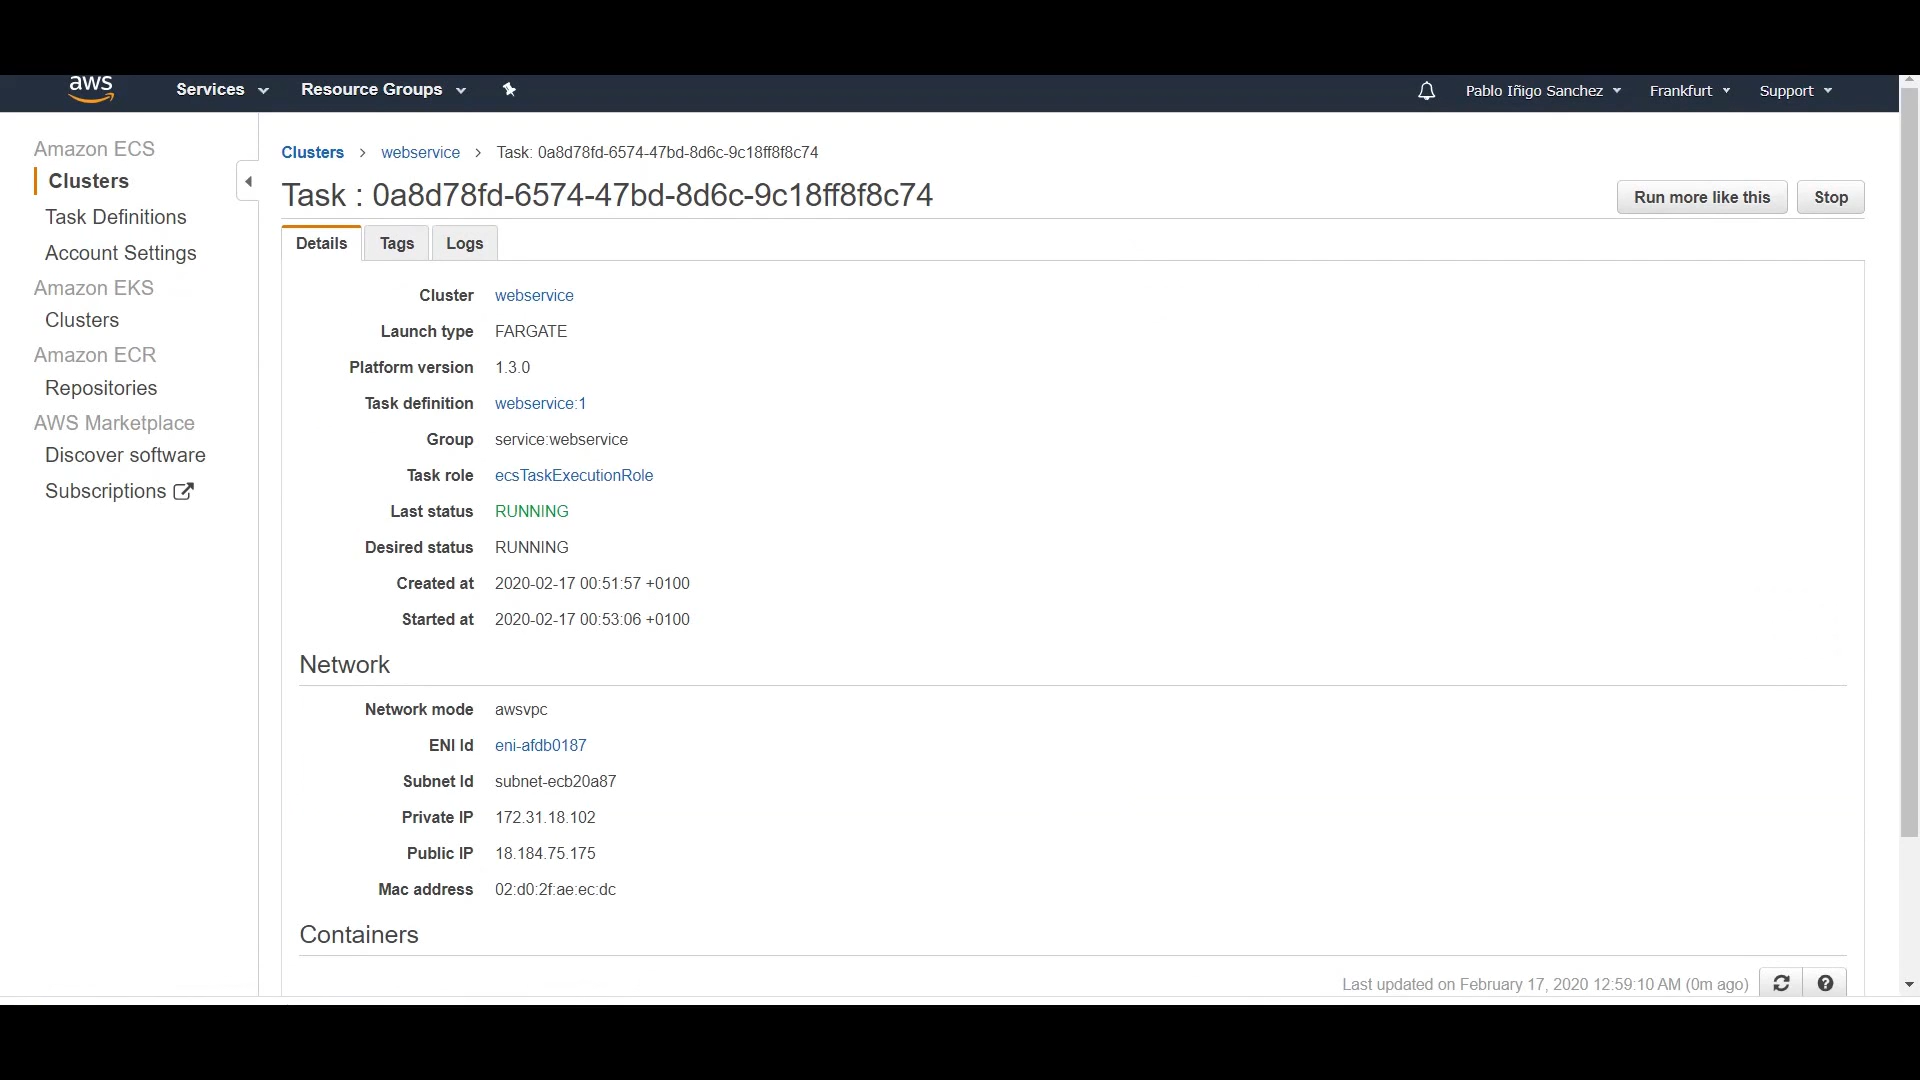 aws Services Resource Groups Pablo Iñigo Sanchez Frankfurt Support
Amazon ECS
Clusters
Task Definitions
Account Settings
Amazon EKS
Clusters
Amazon ECR
Repositories
AWS Marketplace
Discover software
Subscriptions
Clusters > webservice > Task: 0a8d78fd-6574-47bd-8d6c-9c18ff8f8c74
Task : 0a8d78fd-6574-47bd-8d6c-9c18ff8f8c74
Run more like this Stop
Details Tags Logs
Cluster webservice
Launch type FARGATE
Platform version 1.3.0
Task definition webservice:1
Group service:webservice
Task role ecsTaskExecutionRole
Last status RUNNING
Desired status RUNNING
Created at 2020-02-17 00:51:57 +0100
Started at 2020-02-17 00:53:06 +0100
Network
Network mode awsvpc
ENI Id eni-afdb0187
Subnet Id subnet-ecb20a87
Private IP 172.31.18.102
Public IP 18.184.75.175
Mac address 02:d0:2f:ae:ec:dc
Containers
Last updated on February 17, 2020 12:59:10 AM (0m ago)